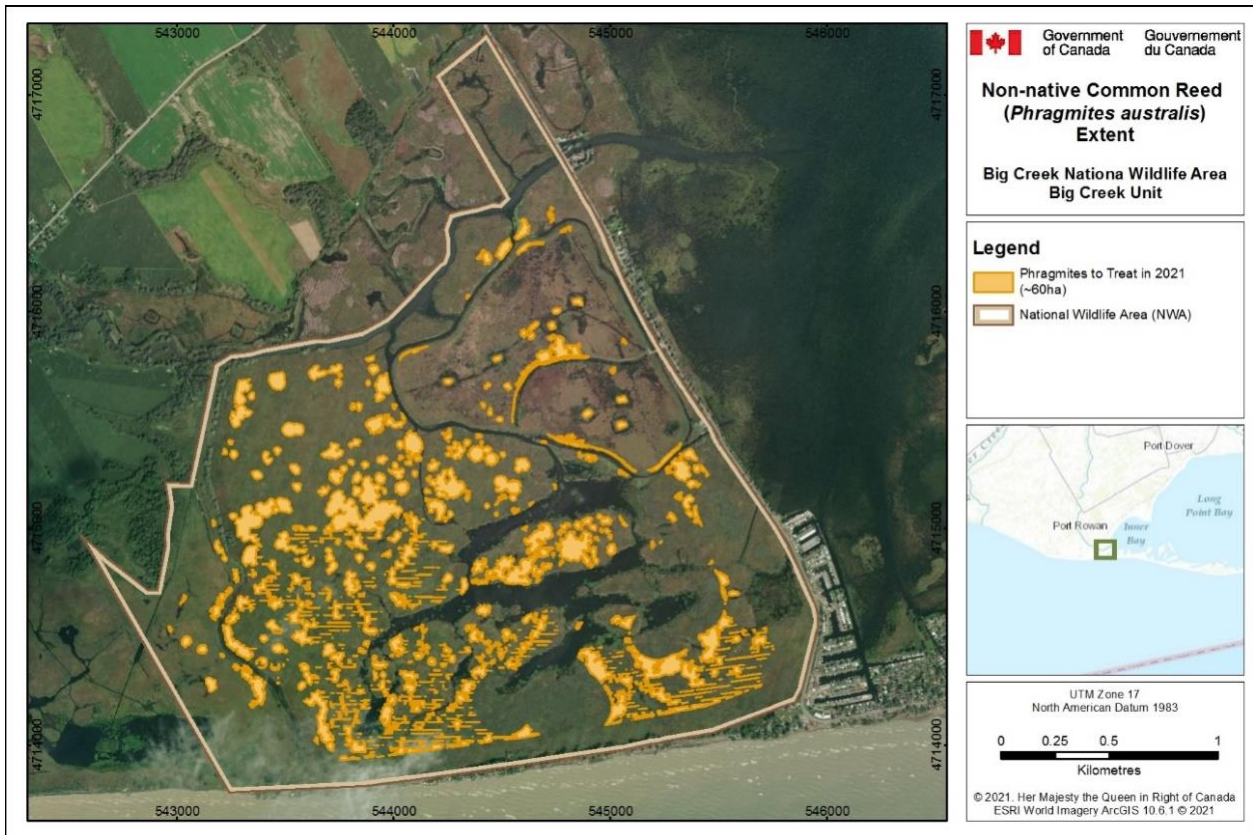 543000
544000
545000
546000
4717000
4717000
4716000
4716000
4715000
4715000
4714000
4714000
543000
544000
545000
546000
Government
of Canada
Gouvernement
du Canada
Non-native Common Reed
(Phragmites australis)
Extent
Big Creek Nationa Wildlife Area
Big Creek Unit
Legend
Phragmites to Treat in 2021
(~60ha)
National Wildlife Area (NWA)
Port Dover
Long
Point Bay
Port Rowan
Inner
Bay
UTM Zone 17
North American Datum 1983
0 0.25 0.5 1
Kilometres
© 2021. Her Majesty the Queen in Right of Canada
ESRI World Imagery ArcGIS 10.6.1 © 2021